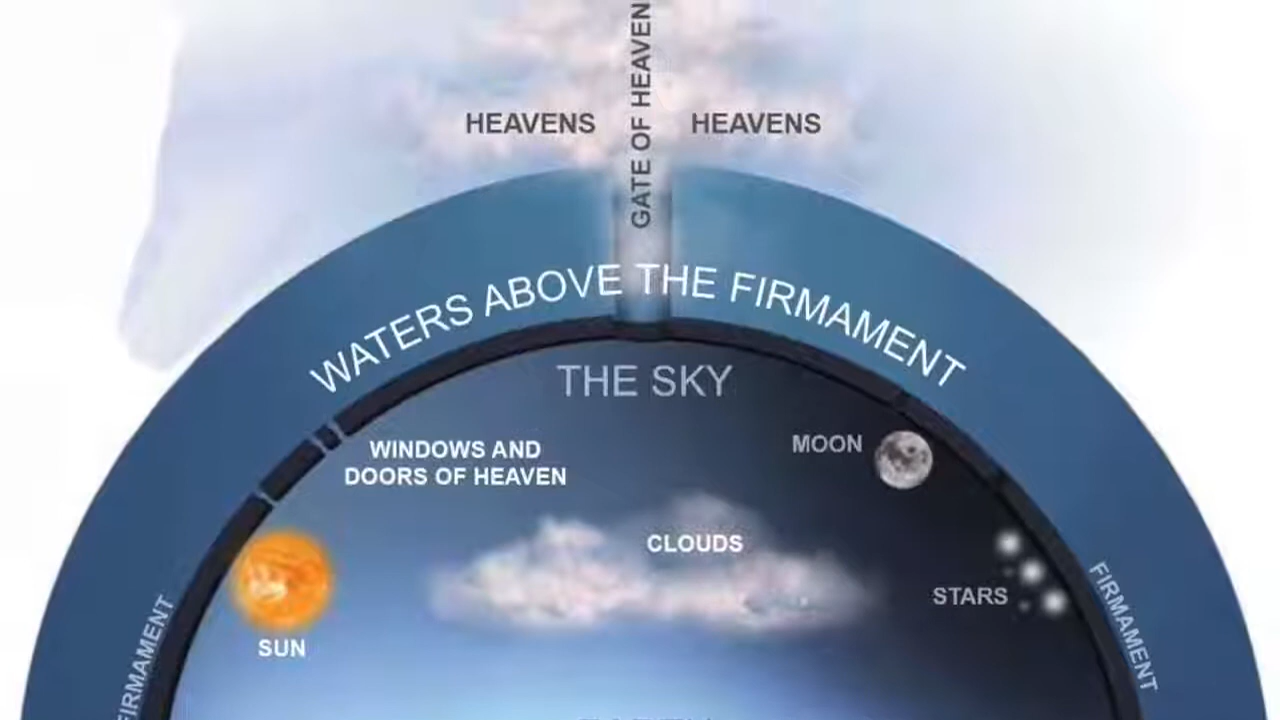 GATE OF HEAVEN
HEAVENS
HEAVENS
WATERS ABOVE THE FIRMAMENT
THE SKY
WINDOWS AND
DOORS OF HEAVEN
MOON
CLOUDS
STARS
SUN
FIRMAMENT
FIRMAMENT